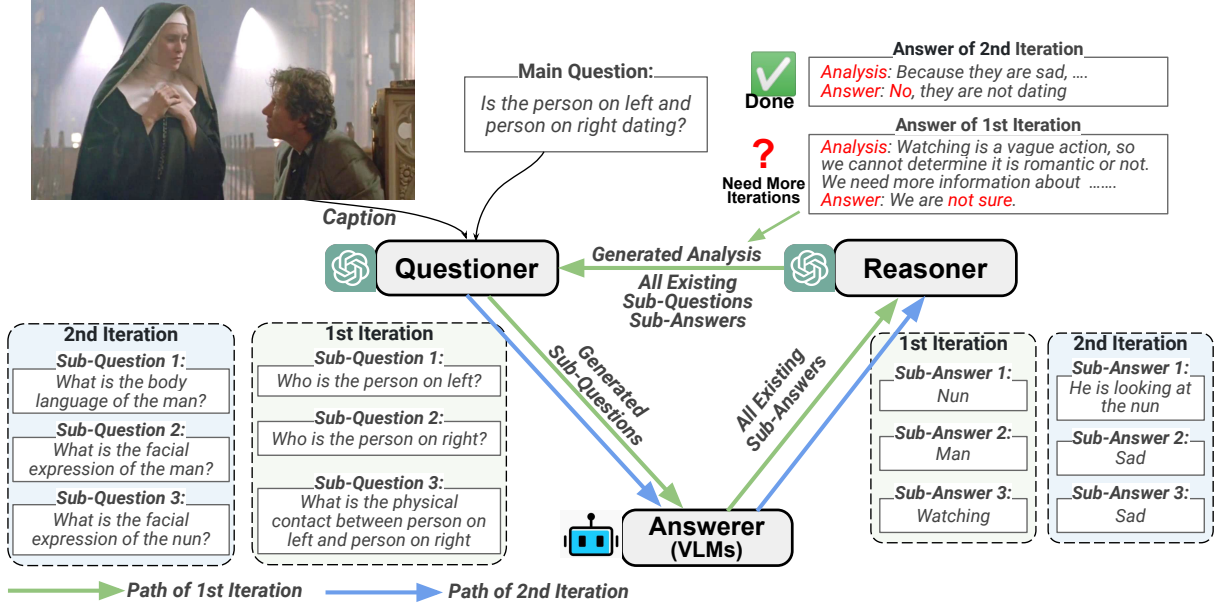 Main Question:
Is the person on left and
person on right dating?
Done
Answer of 2nd Iteration
Analysis: Because they are sad, ....
Answer: No, they are not dating
?
Need More
Iterations
Answer of 1st Iteration
Analysis: Watching is a vague action, so
we cannot determine it is romantic or not.
We need more information about .......
Answer: We are not sure.
Caption
Questioner
Generated Analysis
All Existing
Sub-Questions
Sub-Answers
Reasoner
2nd Iteration
Sub-Question 1:
What is the body
language of the man?
Sub-Question 2:
What is the facial
expression of the man?
Sub-Question 3:
What is the facial
expression of the nun?
1st Iteration
Sub-Question 1:
Who is the person on left?
Sub-Question 2:
Who is the person on right?
Sub-Question 3:
What is the physical
contact between person on
left and person on right
Generated
Sub-Questions
All Existing
Sub-Answers
1st Iteration
Sub-Answer 1:
Nun
Sub-Answer 2:
Man
Sub-Answer 3:
Watching
2nd Iteration
Sub-Answer 1:
He is looking at
the nun
Sub-Answer 2:
Sad
Sub-Answer 3:
Sad
Answerer
(VLMs)
Path of 1st Iteration
Path of 2nd Iteration